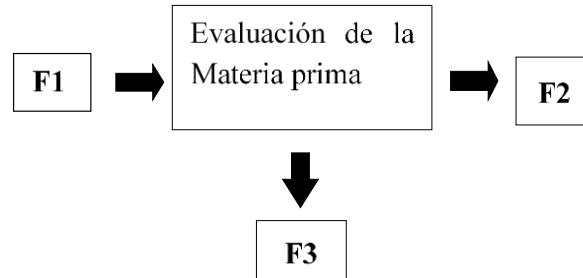 Evaluación de la
Materia prima
F1
F2
F3